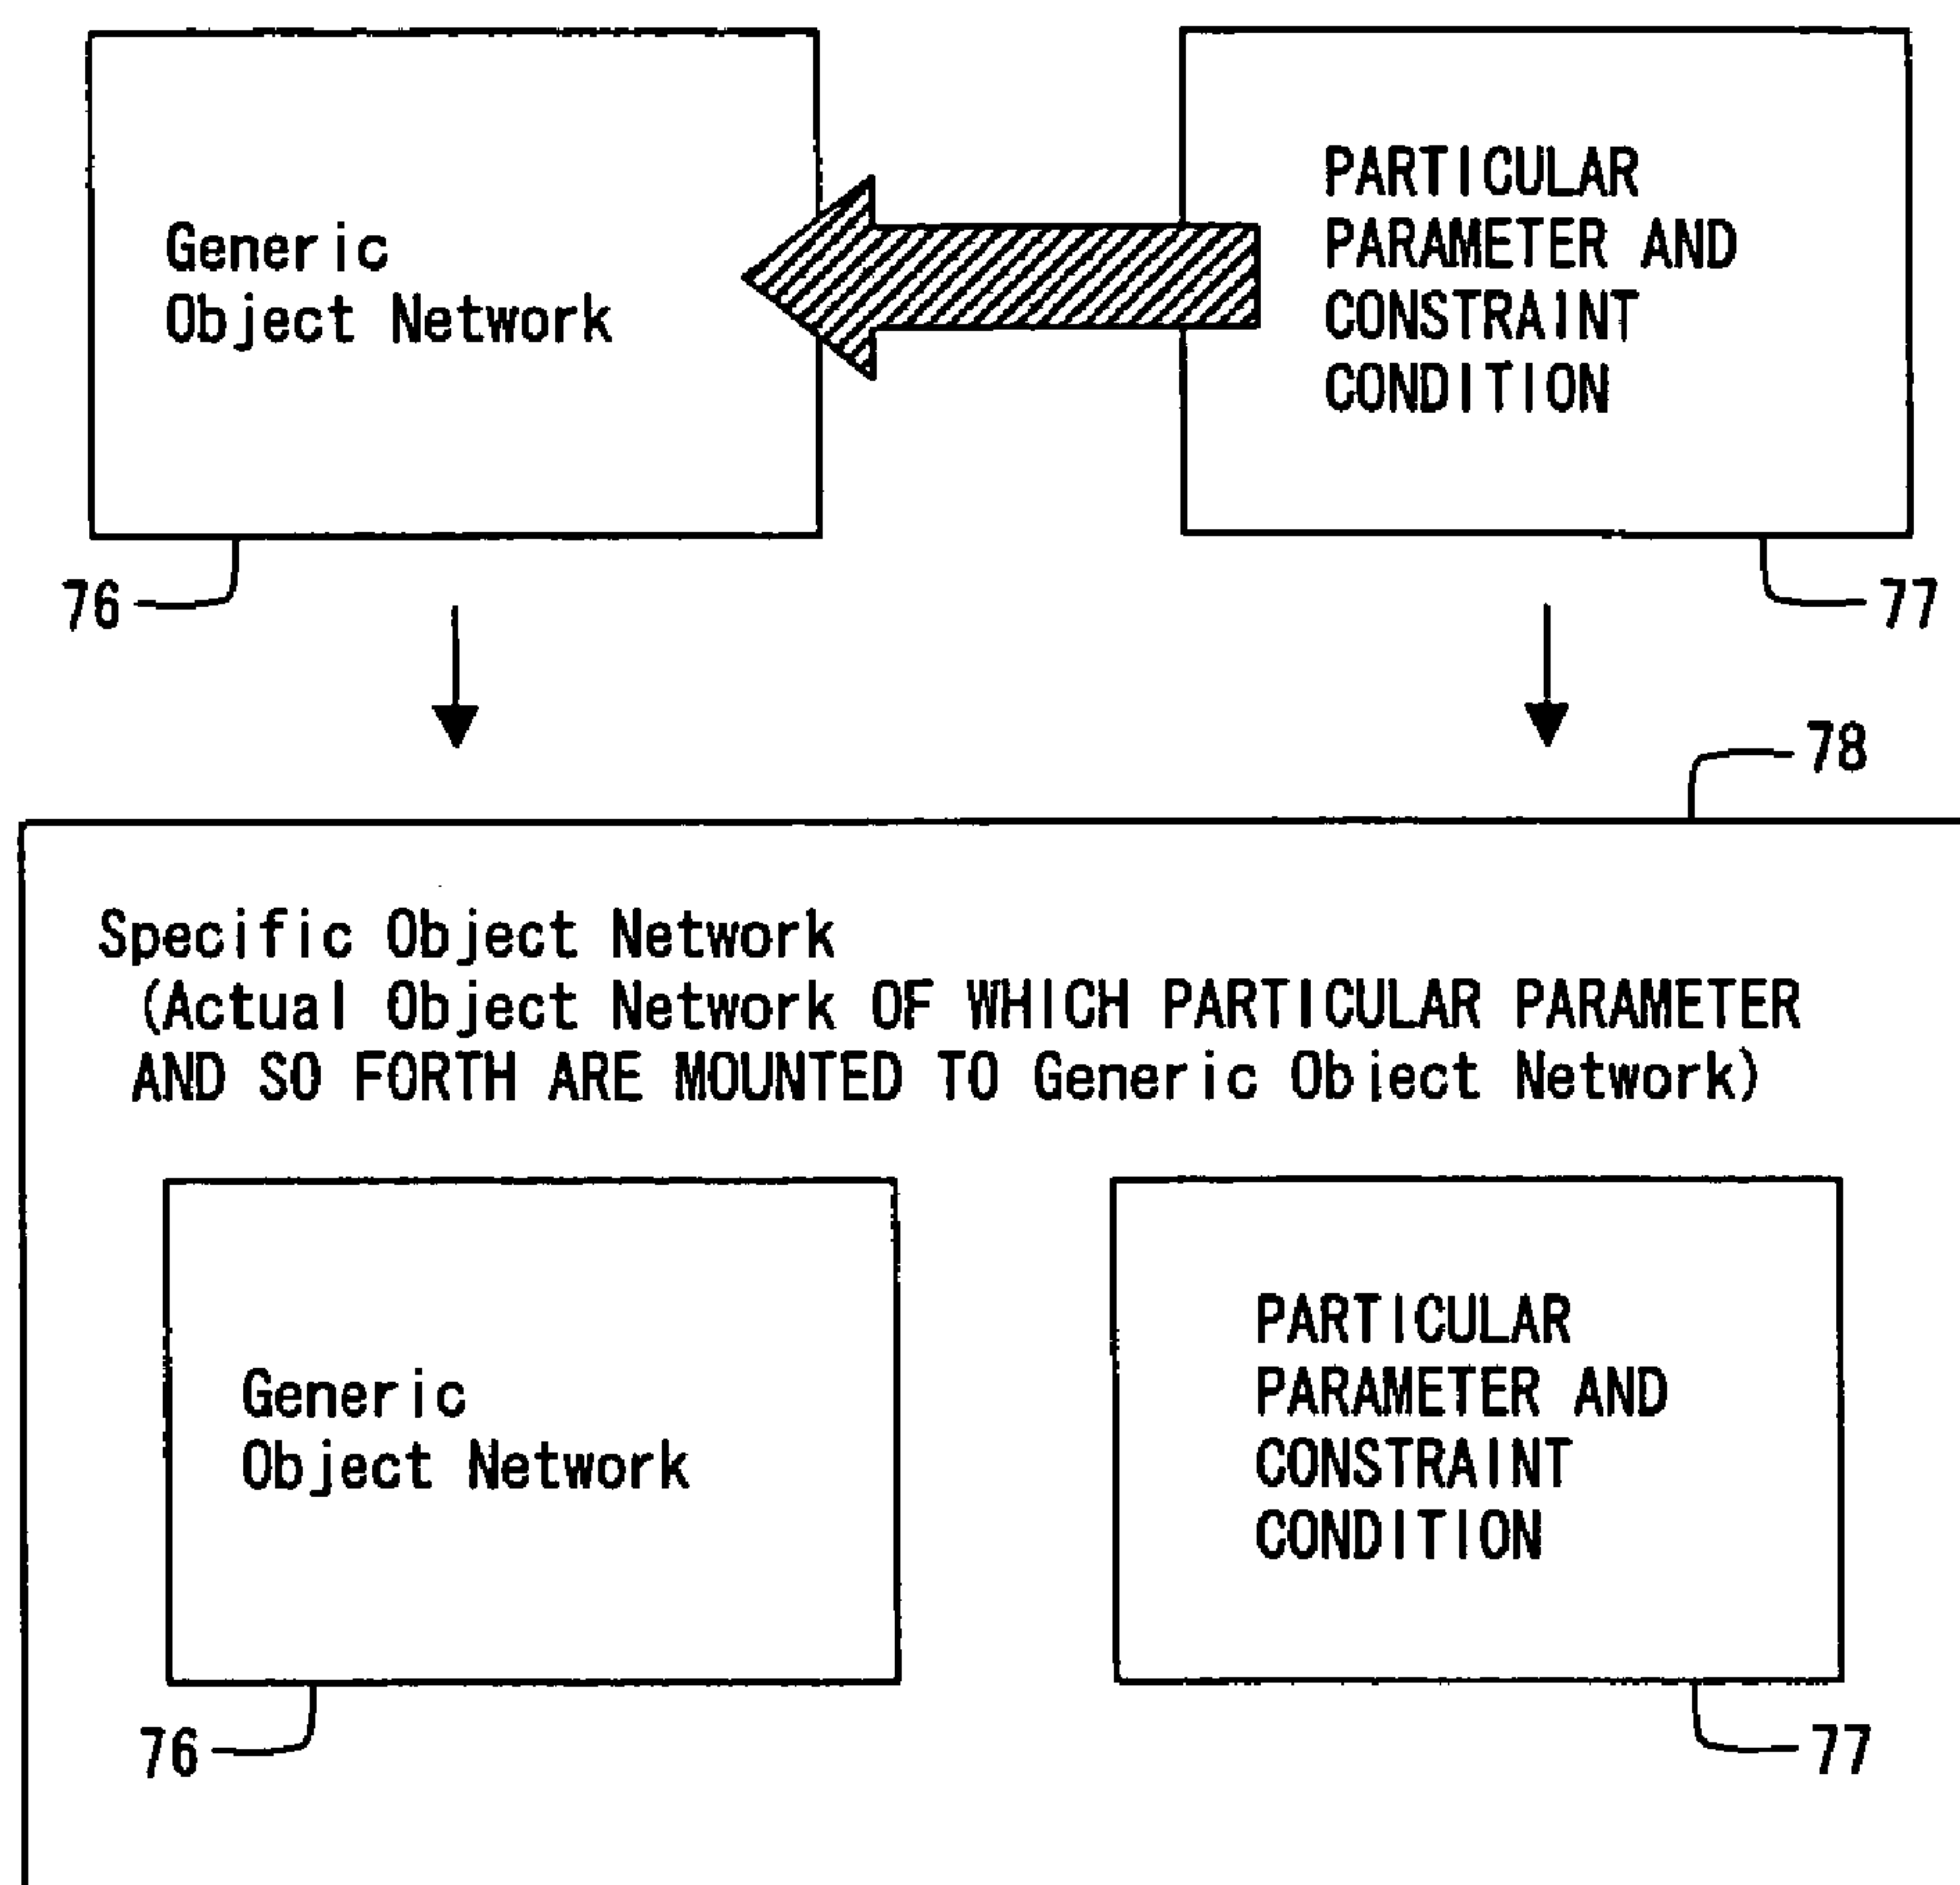 Generic
Object Network
PARTICULAR
PARAMETER AND
CONSTRAINT
CONDITION
76
77
78
Specific Object Network
(Actual Object Network OF WHICH PARTICULAR PARAMETER
AND SO FORTH ARE MOUNTED TO Generic Object Network)
Generic
Object Network
PARTICULAR
PARAMETER AND
CONSTRAINT
CONDITION
76
77